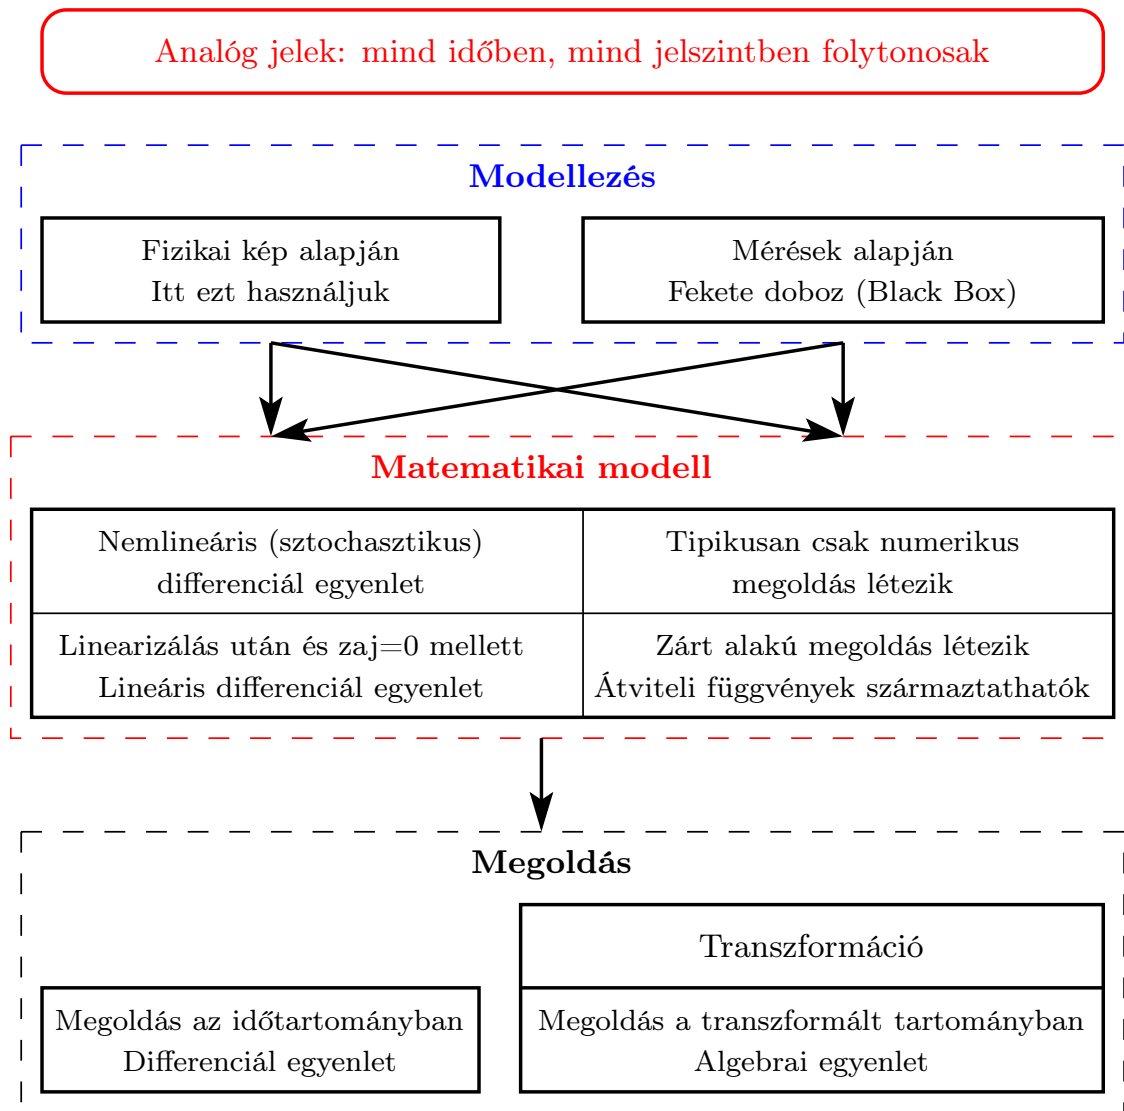 Analóg jelek: mind időben, mind jelszintben folytonosak
Modellezés
Fizikai kép alapján
Itt ezt használjuk
Mérések alapján
Fekete doboz (Black Box)
Matematikai modell
Nemlineáris (sztochasztikus)
differenciál egyenlet
Tipikusan csak numerikus
megoldás létezik
Linearizálás után és zaj=0 mellett
Lineáris differenciál egyenlet
Zárt alakú megoldás létezik
Átviteli függvények származtathatók
Megoldás
Transzformáció
Megoldás az időtartományban
Differenciál egyenlet
Megoldás a transzformált tartományban
Algebrai egyenlet